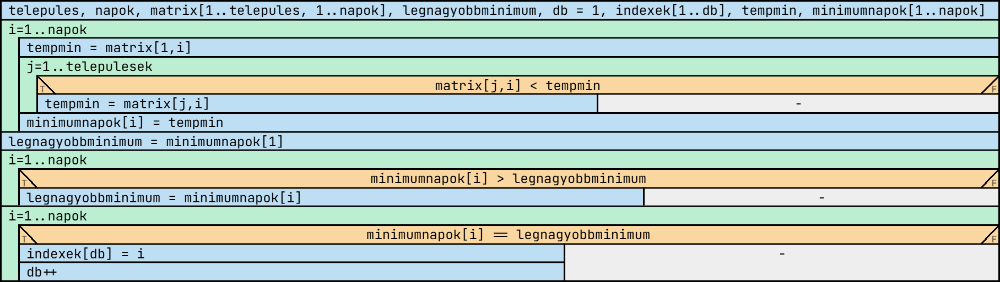 telepules, napok, matrix[1..telepules, 1..napok], legnagyobbminimum, db = 1, indexek[1..db], tempmin, minimumnapok[1..napok]
i=1..napok
tempmin = matrix[1,i]
j=1..telepulesek
T matrix[j,i] < tempmin F
tempmin = matrix[j,i] -
minimumnapok[i] = tempmin
legnagyobbminimum = minimumnapok[1]
i=1..napok
T minimumnapok[i] > legnagyobbminimum F
legnagyobbminimum = minimumnapok[i] -
i=1..napok
T minimumnapok[i] == legnagyobbminimum F
indexek[db] = i -
db++